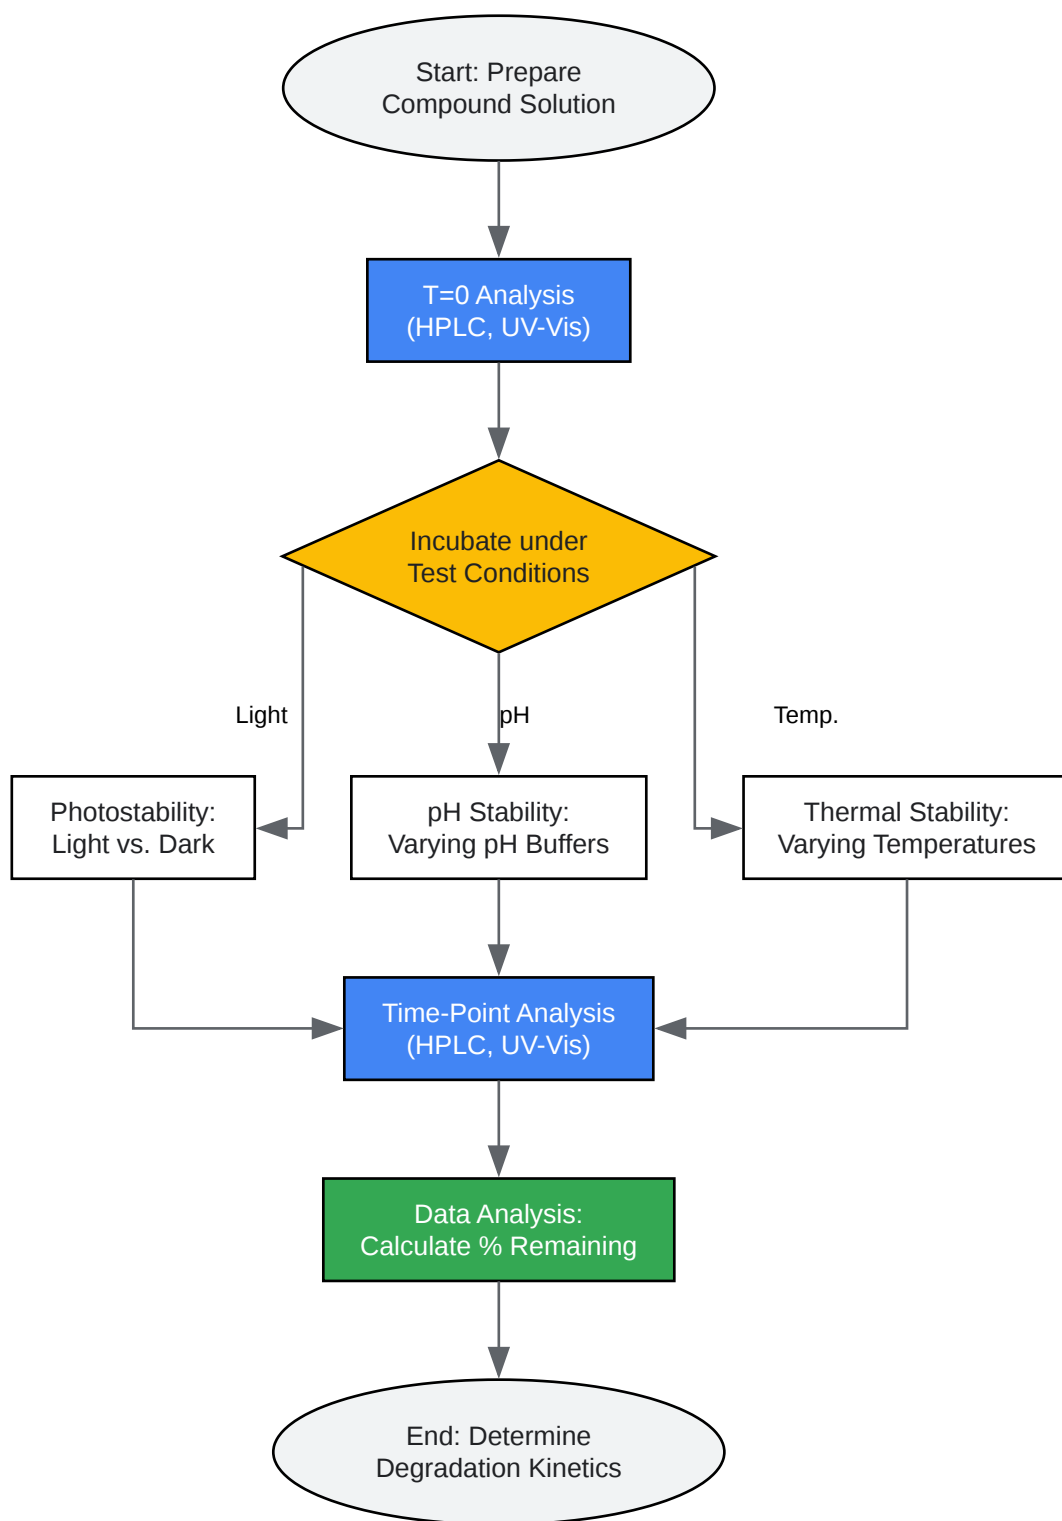 Start: Prepare
Compound Solution
T=0 Analysis
(HPLC, UV-Vis)
Incubate under
Test Conditions
Light
pH
Temp.
Photostability:
Light vs. Dark
pH Stability:
Varying pH Buffers
Thermal Stability:
Varying Temperatures
Time-Point Analysis
(HPLC, UV-Vis)
Data Analysis:
Calculate % Remaining
End: Determine
Degradation Kinetics